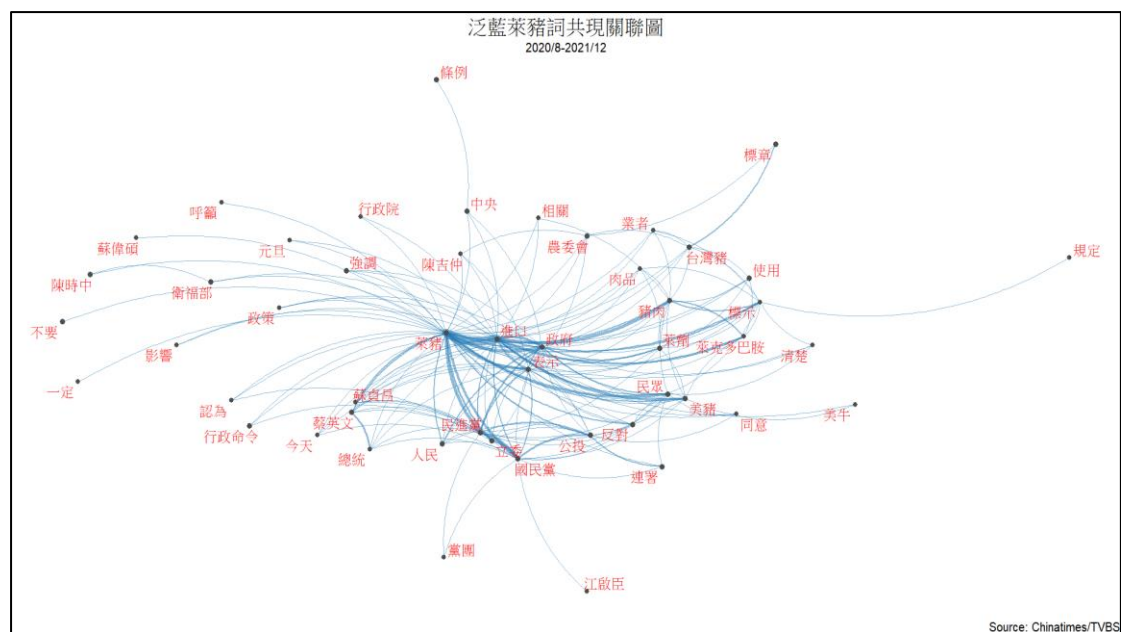 泛藍萊豬詞共現關聯圖
2020/8-2021/12
條例
標章
呼籲
行政院
中央
相關
業者
蘇偉碩
元旦
農委會
台灣豬
規定
陳時中
強調
陳吉仲
肉品
使用
衛福部
豬肉
標示
不要
政策
萊豬
進口
政府
萊劑
萊克多巴胺
影響
表示
清楚
一定
民眾
美豬
認為
蘇貞昌
蔡英文
行政命令
民進黨
同意
美牛
今天
總統
人民
立委
公投
反對
國民黨
連署
黨團
江啟臣
Source: Chinatimes/TVBS